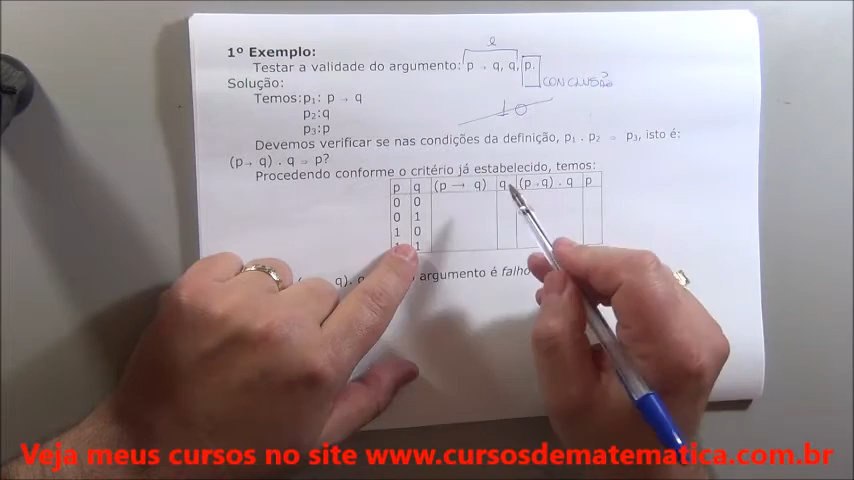 1º Exemplo:
e
Testar a validade do argumento: p → q, q, p.
CONCLUSÃO
Solução:
Temos: p₁: p → q
p₂: q
1 0
p₃: p
Devemos verificar se nas condições da definição, p₁ . p₂ ⇒ p₃, isto é:
(p → q) . q ⇒ p?
Procedendo conforme o critério já estabelecido, temos:
p q (p → q) q (p → q) . q p
0 0
0 1
1 0
1
q). argumento é falho
Veja meus cursos no site www.cursosdematematica.com.br